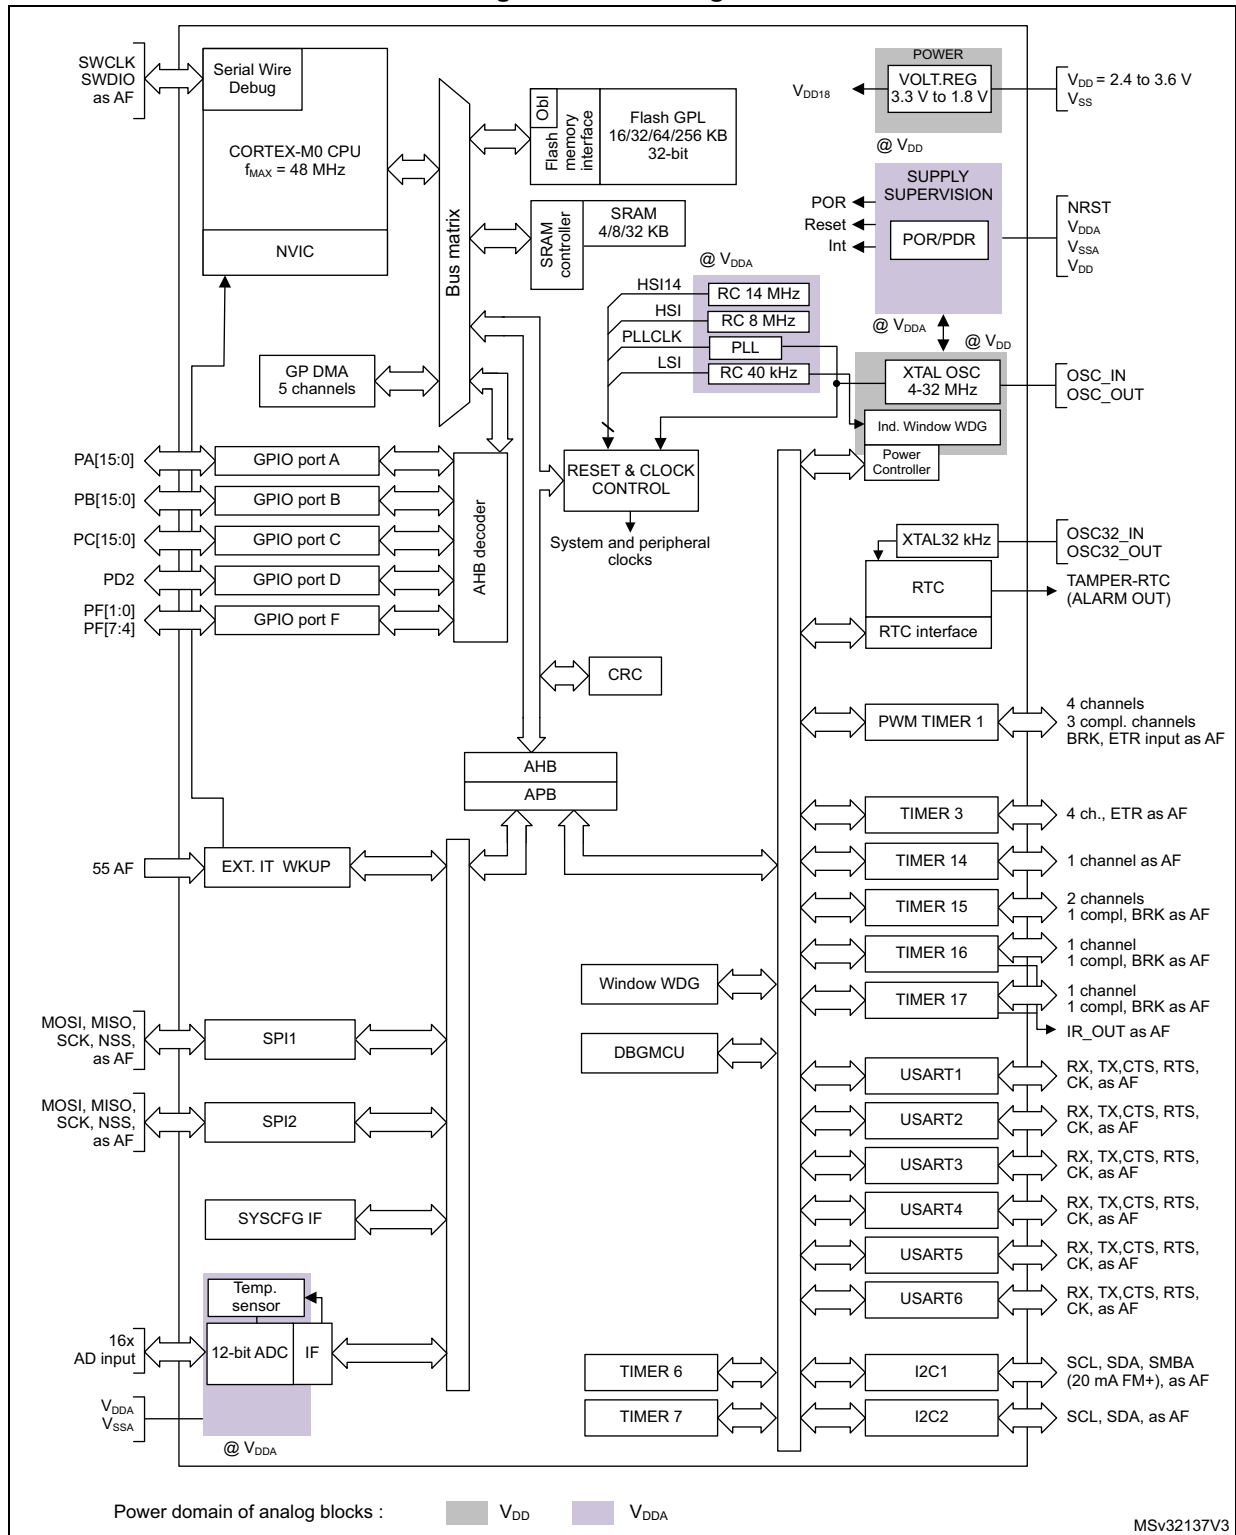 SWCLK
SWDIO
as AF
Serial Wire
Debug
CORTEX-M0 CPU
fMAX = 48 MHz
NVIC
Bus matrix
Obl
Flash
memory
interface
Flash GPL
16/32/64/256 KB
32-bit
SRAM
controller
SRAM
4/8/32 KB
POWER
VOLT.REG
3.3 V to 1.8 V
VDD18
VDD = 2.4 to 3.6 V
VSS
@ VDD
SUPPLY
SUPERVISION
POR
Reset
Int
POR/PDR
NRST
VDDA
VSSA
VDD
@ VDDA
HSI14
RC 14 MHz
HSI
RC 8 MHz
PLLCLK
PLL
LSI
RC 40 kHz
@ VDDA
@ VDD
XTAL OSC
4-32 MHz
OSC_IN
OSC_OUT
Ind. Window WDG
Power
Controller
GP DMA
5 channels
PA[15:0]
GPIO port A
PB[15:0]
GPIO port B
PC[15:0]
GPIO port C
PD2
GPIO port D
PF[1:0]
PF[7:4]
GPIO port F
AHB decoder
RESET & CLOCK
CONTROL
System and peripheral
clocks
XTAL32 kHz
OSC32_IN
OSC32_OUT
RTC
TAMPER-RTC
(ALARM OUT)
RTC interface
CRC
PWM TIMER 1
4 channels
3 compl. channels
BRK, ETR input as AF
AHB
APB
TIMER 3
4 ch., ETR as AF
55 AF
EXT. IT WKUP
TIMER 14
1 channel as AF
TIMER 15
2 channels
1 compl, BRK as AF
TIMER 16
1 channel
1 compl, BRK as AF
Window WDG
TIMER 17
1 channel
1 compl, BRK as AF
IR_OUT as AF
MOSI, MISO,
SCK, NSS,
as AF
SPI1
DBGMCU
USART1
RX, TX,CTS, RTS,
CK, as AF
MOSI, MISO,
SCK, NSS,
as AF
SPI2
USART2
RX, TX,CTS, RTS,
CK, as AF
USART3
RX, TX,CTS, RTS,
CK, as AF
SYSCFG IF
USART4
RX, TX,CTS, RTS,
CK, as AF
USART5
RX, TX,CTS, RTS,
CK, as AF
USART6
RX, TX,CTS, RTS,
CK, as AF
Temp.
sensor
16x
AD input
12-bit ADC
IF
VDDA
VSSA
@ VDDA
TIMER 6
I2C1
SCL, SDA, SMBA
(20 mA FM+), as AF
TIMER 7
I2C2
SCL, SDA, as AF
Power domain of analog blocks :
VDD
VDDA
MSv32137V3